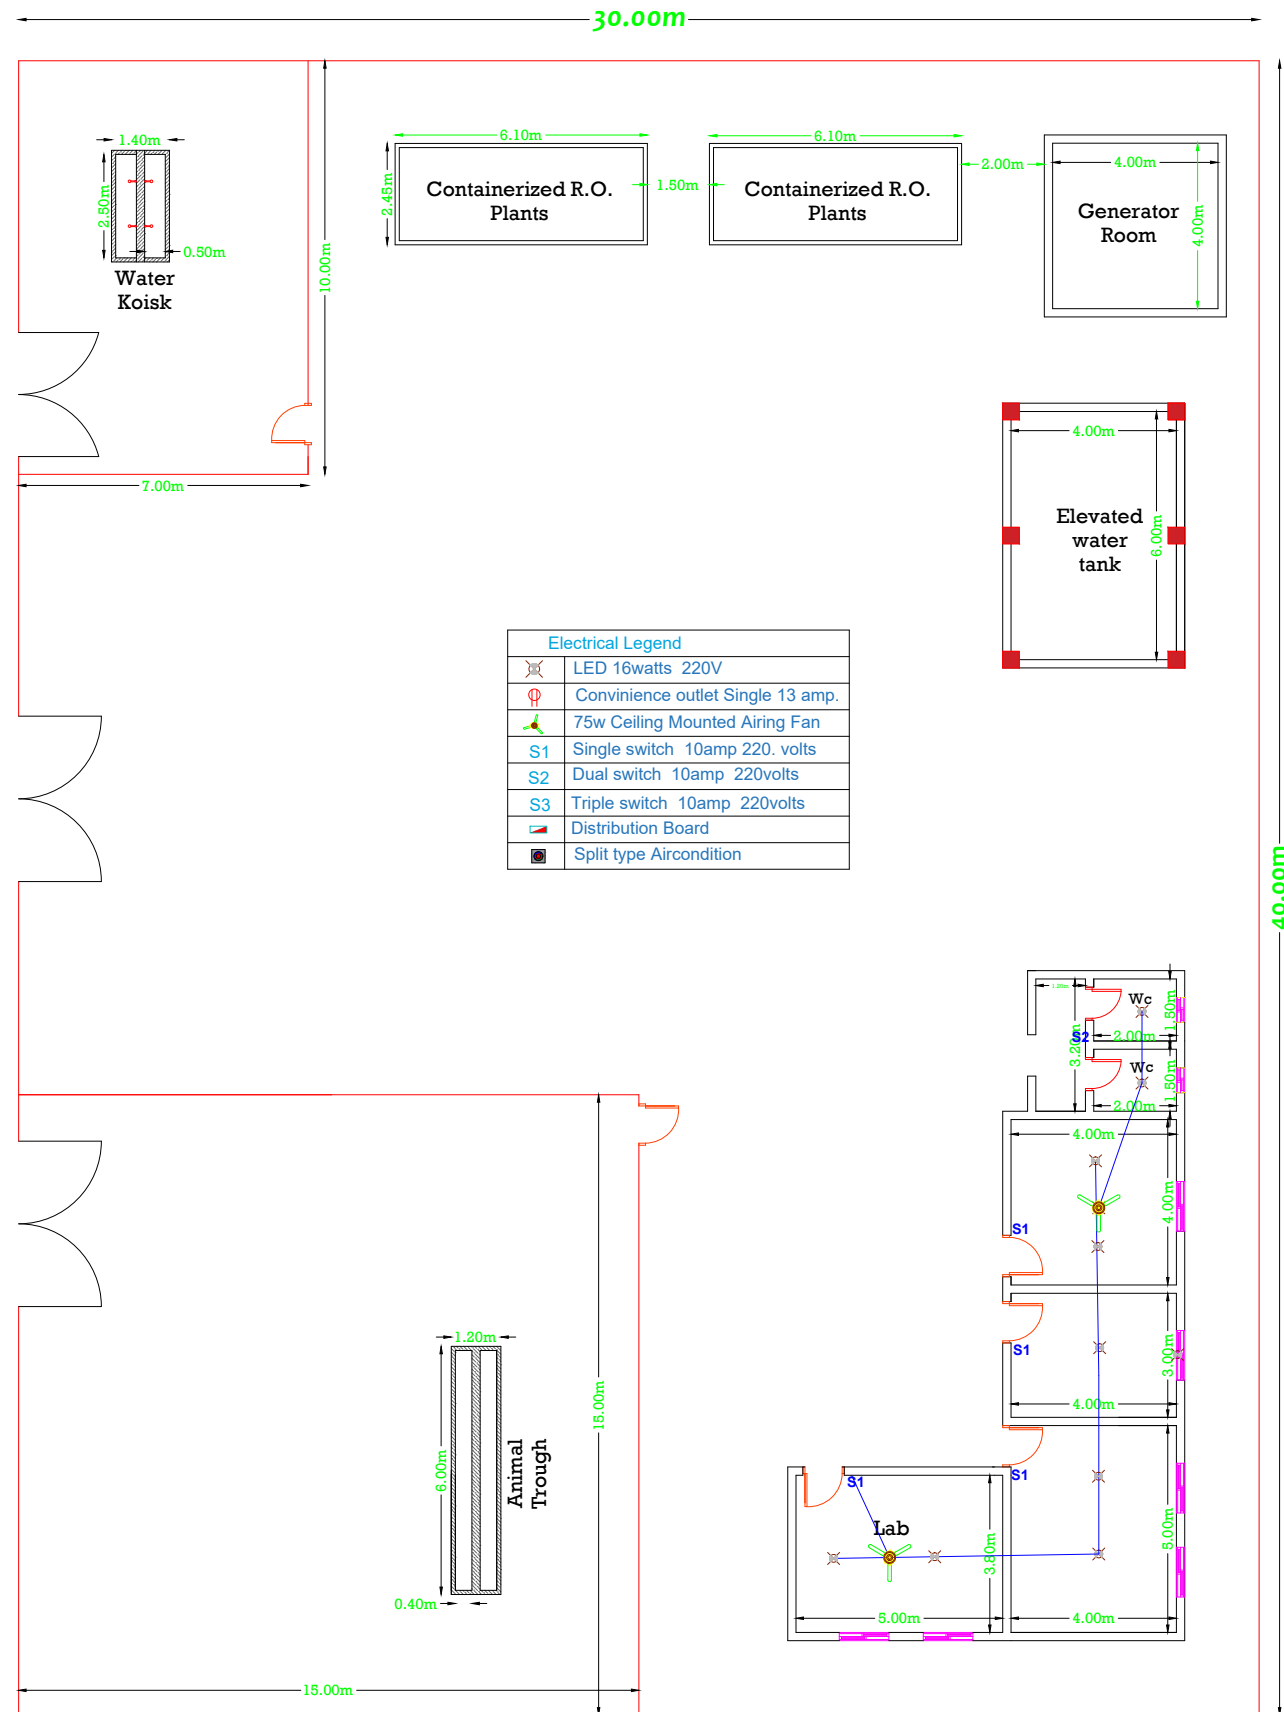 30.00m
1.40m
2.50m
0.50m
Water
Koisk
10.00m
7.00m
6.10m
2.45m
Containerized R.O.
Plants
1.50m
6.10m
Containerized R.O.
Plants
2.00m
4.00m
4.00m
Generator
Room
4.00m
6.00m
Elevated
water
tank
Electrical Legend
LED 16watts 220V
Convinience outlet Single 13 amp.
75w Ceiling Mounted Airing Fan
S1 Single switch 10amp 220. volts
S2 Dual switch 10amp 220volts
S3 Triple switch 10amp 220volts
Distribution Board
Split type Aircondition
40.00m
1.20m
Wc
1.50m
2.00m
S2
3.20m
Wc
1.50m
2.00m
4.00m
4.00m
S1
S1
3.00m
4.00m
S1
S1
Lab
3.80m
5.00m
5.00m
4.00m
1.20m
6.00m
Animal
Trough
0.40m
15.00m
15.00m